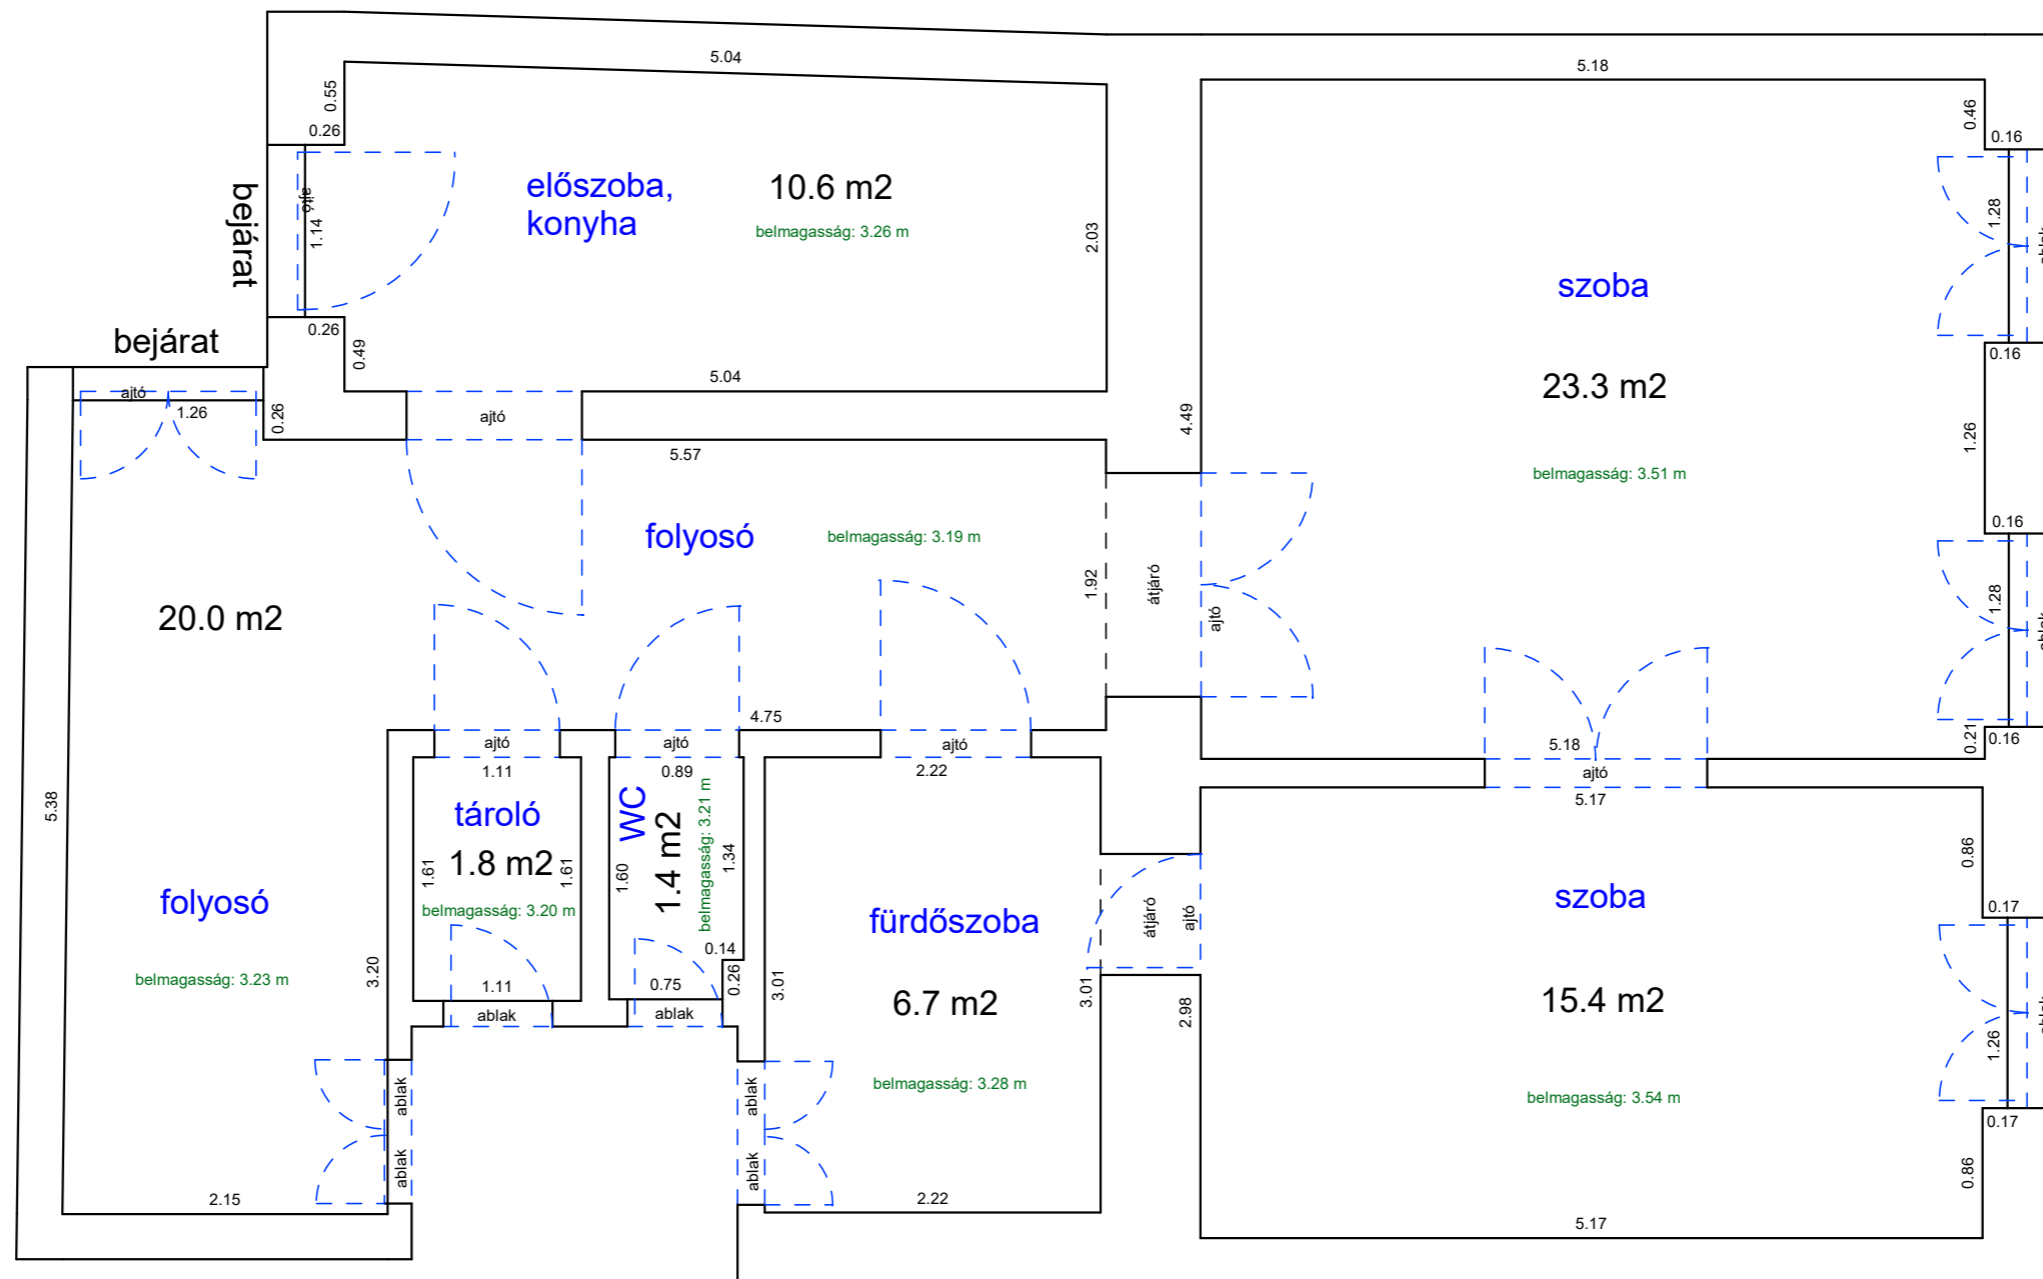 5.04
5.18
0.55
0.26
0.46
0.16
bejárat
ajtó
1.14
előszoba,
konyha
10.6 m2
belmagasság: 3.26 m
2.03
1.28
ablak
szoba
23.3 m2
belmagasság: 3.51 m
4.49
0.26
0.49
0.16
bejárat
5.04
ajtó
1.26
0.26
ajtó
5.57
1.26
0.16
folyosó
belmagasság: 3.19 m
1.92
átjáró
ajtó
1.28
ablak
20.0 m2
4.75
0.21
0.16
5.18
ajtó
5.17
ajtó
1.11
ajtó
0.89
ajtó
2.22
5.38
tároló
1.8 m2
1.61
1.61
belmagasság: 3.20 m
WC
1.4 m2
belmagasság: 3.21 m
1.60
1.34
0.14
0.26
0.75
1.11
ablak
ablak
folyosó
belmagasság: 3.23 m
3.20
3.01
fürdőszoba
6.7 m2
belmagasság: 3.28 m
3.01
átjáró
ajtó
2.98
szoba
15.4 m2
belmagasság: 3.54 m
0.86
0.17
1.26
ablak
0.17
0.86
ablak
ablak
ablak
ablak
2.15
2.22
5.17